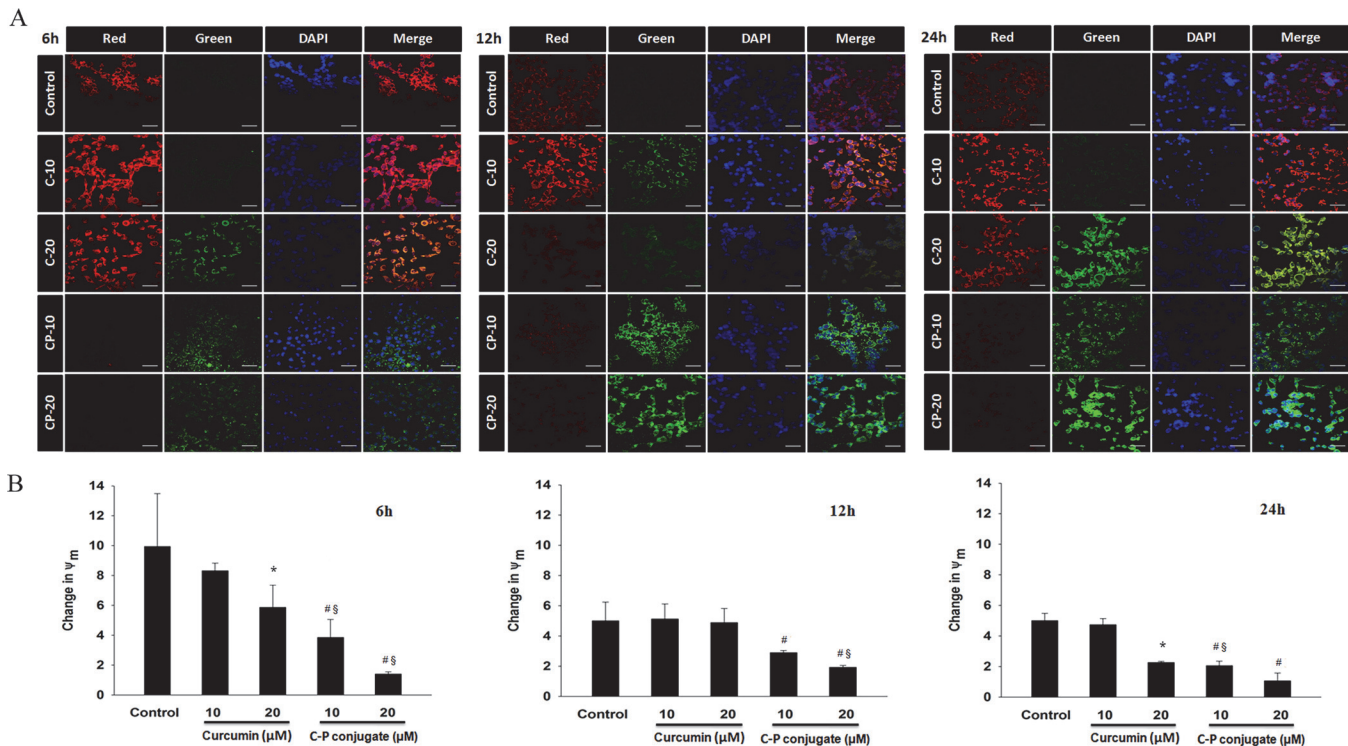 A
6h Red Green DAPI Merge
Control
C-10
C-20
CP-10
CP-20
12h Red Green DAPI Merge
Control
C-10
C-20
CP-10
CP-20
24h Red Green DAPI Merge
Control
C-10
C-20
CP-10
CP-20
B
Change in Ψm
14
12
10
8
6
4
2
0
6h
*
# §
# §
Control 10 20 10 20
Curcumin (μM) C-P conjugate (μM)
Change in Ψm
14
12
10
8
6
4
2
0
12h
#
# §
Control 10 20 10 20
Curcumin (μM) C-P conjugate (μM)
Change in Ψm
14
12
10
8
6
4
2
0
24h
*
# §
#
Control 10 20 10 20
Curcumin (μM) C-P conjugate (μM)